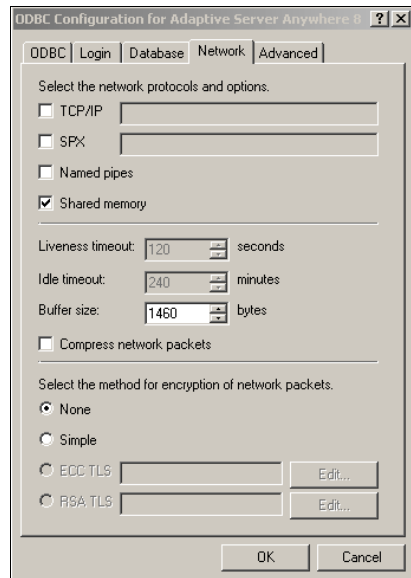 ODBC Configuration for Adaptive Server Anywhere 8
ODBC Login Database Network Advanced
Select the network protocols and options.
TCP/IP
SPX
Named pipes
Shared memory
Liveness timeout: 120 seconds
Idle timeout: 240 minutes
Buffer size: 1460 bytes
Compress network packets
Select the method for encryption of network packets.
None
Simple
ECC TLS Edit...
RSA TLS Edit...
OK Cancel